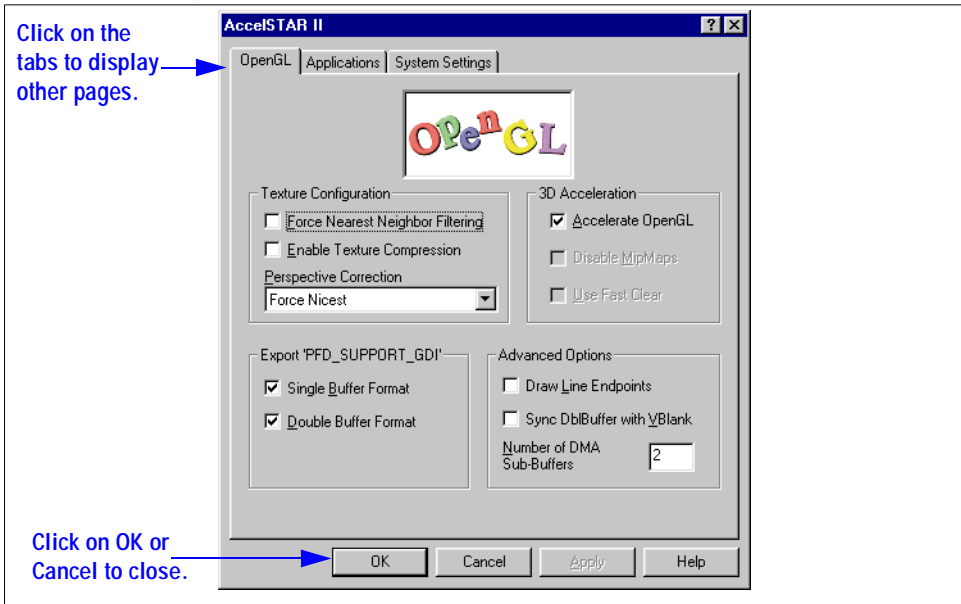 Click on the
tabs to display
other pages.
AccelSTAR II
OpenGL
Applications
System Settings
OPenGL
Texture Configuration
Force Nearest Neighbor Filtering
Enable Texture Compression
Perspective Correction
Force Nicest
3D Acceleration
Accelerate OpenGL
Disable MipMaps
Use Fast Clear
Export 'PFD_SUPPORT_GDI'
Single Buffer Format
Double Buffer Format
Advanced Options
Draw Line Endpoints
Sync DblBuffer with VBlank
Number of DMA
Sub-Buffers
2
Click on OK or
Cancel to close.
OK
Cancel
Apply
Help